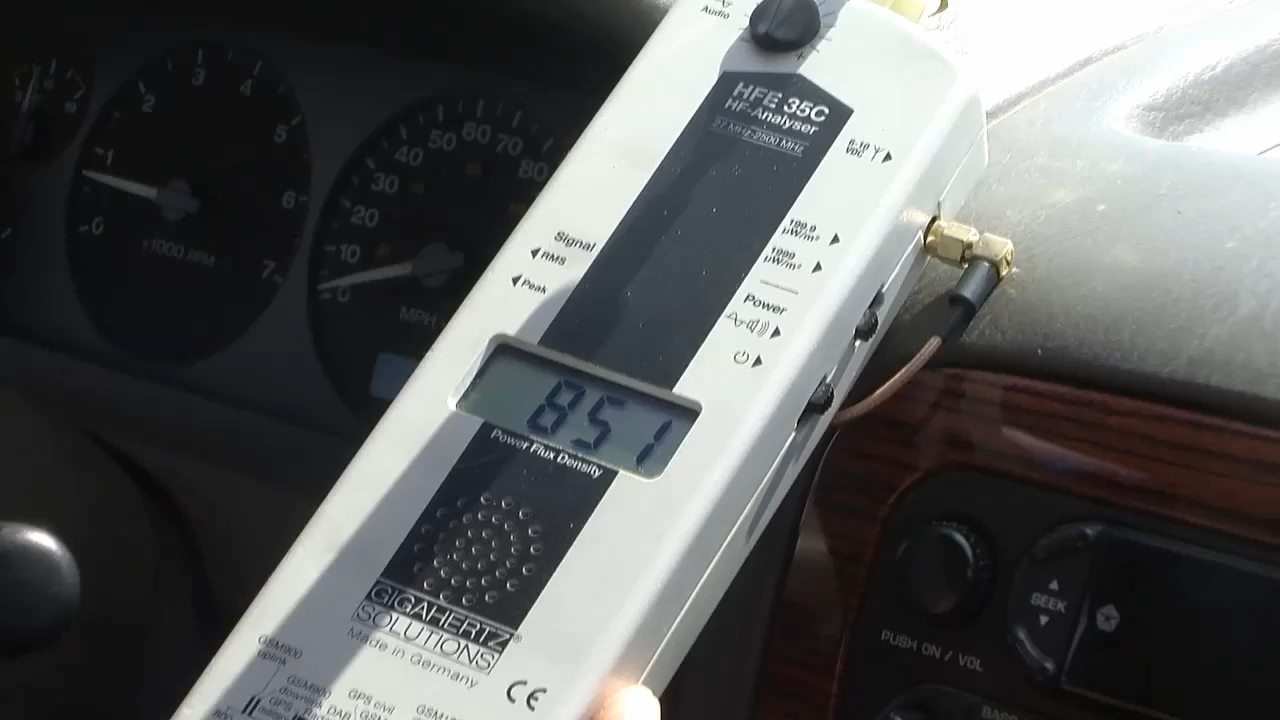 Audio
HFE 35C
HF-Analyser
27 MHz-2500 MHz
6-10
VDC
199.9
µW/m²
1999
µW/m²
Signal
RMS
Peak
Power
851
Power Flux Density
GIGAHERTZ
SOLUTIONS®
Made in Germany
CE
GSM900
uplink
GSM900
GPS civil
DAB
0
1
2
3
4
5
6
7
x1000 RPM
0
10
20
30
40
50
60
70
80
MPH
SEEK
PUSH ON / VOL
BASS